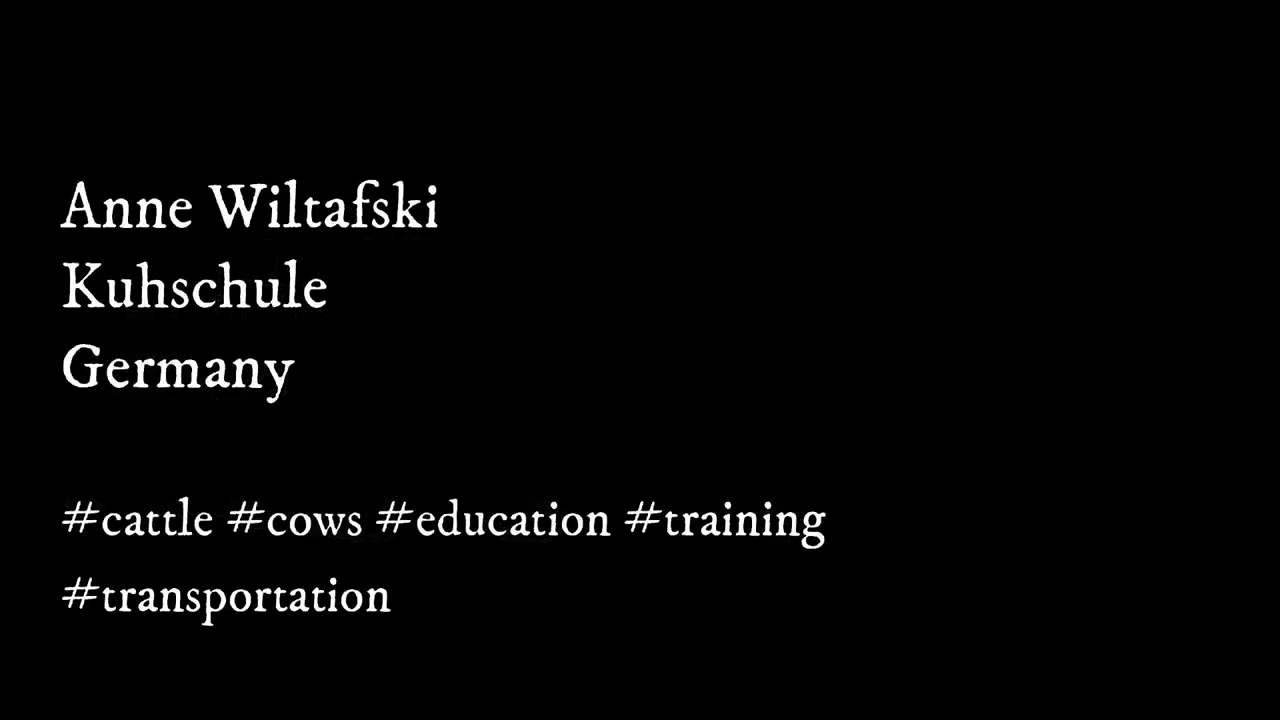 Anne Wiltafski
Kuhschule
Germany
#cattle #cows #education #training
#transportation